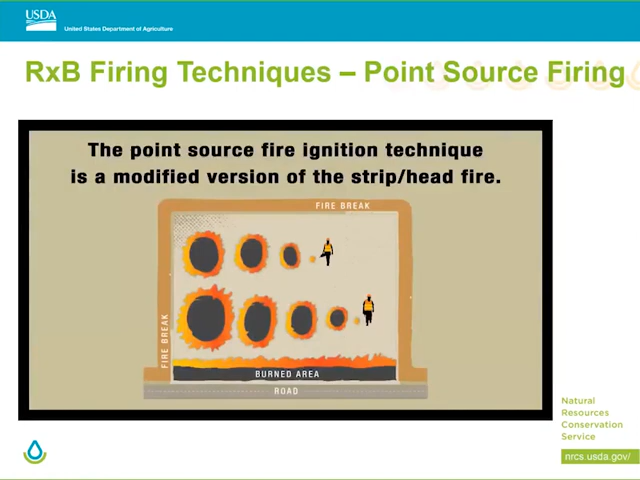 USDA
United States Department of Agriculture
RxB Firing Techniques – Point Source Firing
The point source fire ignition technique
is a modified version of the strip/head fire.
FIRE BREAK
FIRE BREAK
BURNED AREA
ROAD
Natural
Resources
Conservation
Service
nrcs.usda.gov/